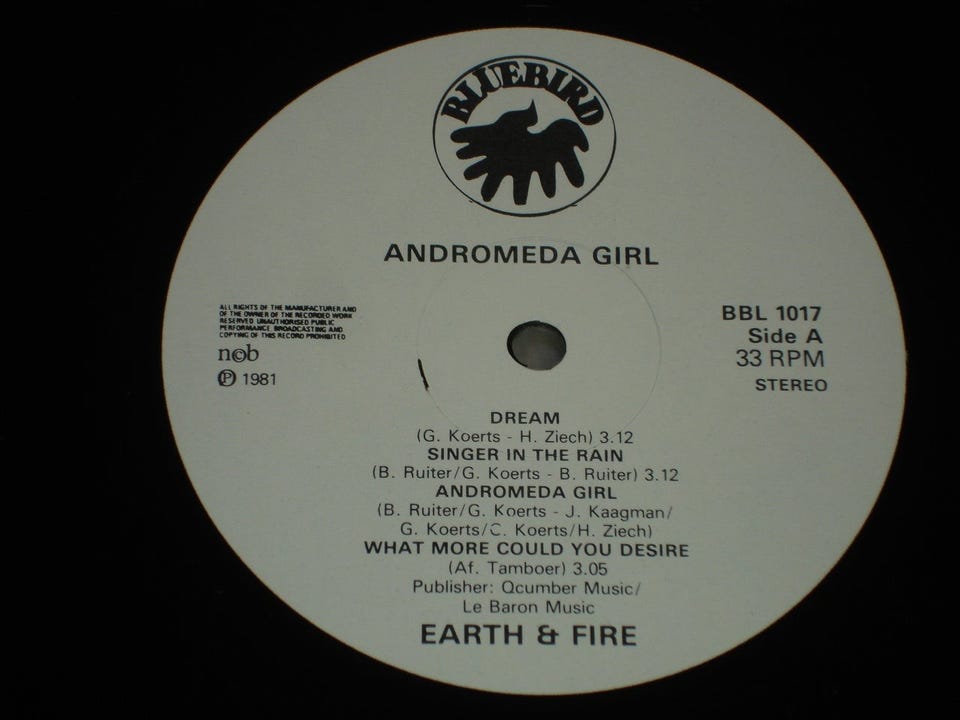 BLUEBIRD
ANDROMEDA GIRL
ALL RIGHTS OF THE MANUFACTURER AND
OF THE OWNER OF THE RECORDED WORK
RESERVED UNAUTHORISED PUBLIC
PERFORMANCE BROADCASTING AND
COPYING OF THIS RECORD PROHIBITED
n©b
Ⓟ 1981
BBL 1017
Side A
33 RPM
STEREO
DREAM
(G. Koerts - H. Ziech) 3.12
SINGER IN THE RAIN
(B. Ruiter/G. Koerts - B. Ruiter) 3.12
ANDROMEDA GIRL
(B. Ruiter/G. Koerts - J. Kaagman/
G. Koerts/C. Koerts/H. Ziech)
WHAT MORE COULD YOU DESIRE
(Af. Tamboer) 3.05
Publisher: Qcumber Music/
Le Baron Music
EARTH & FIRE